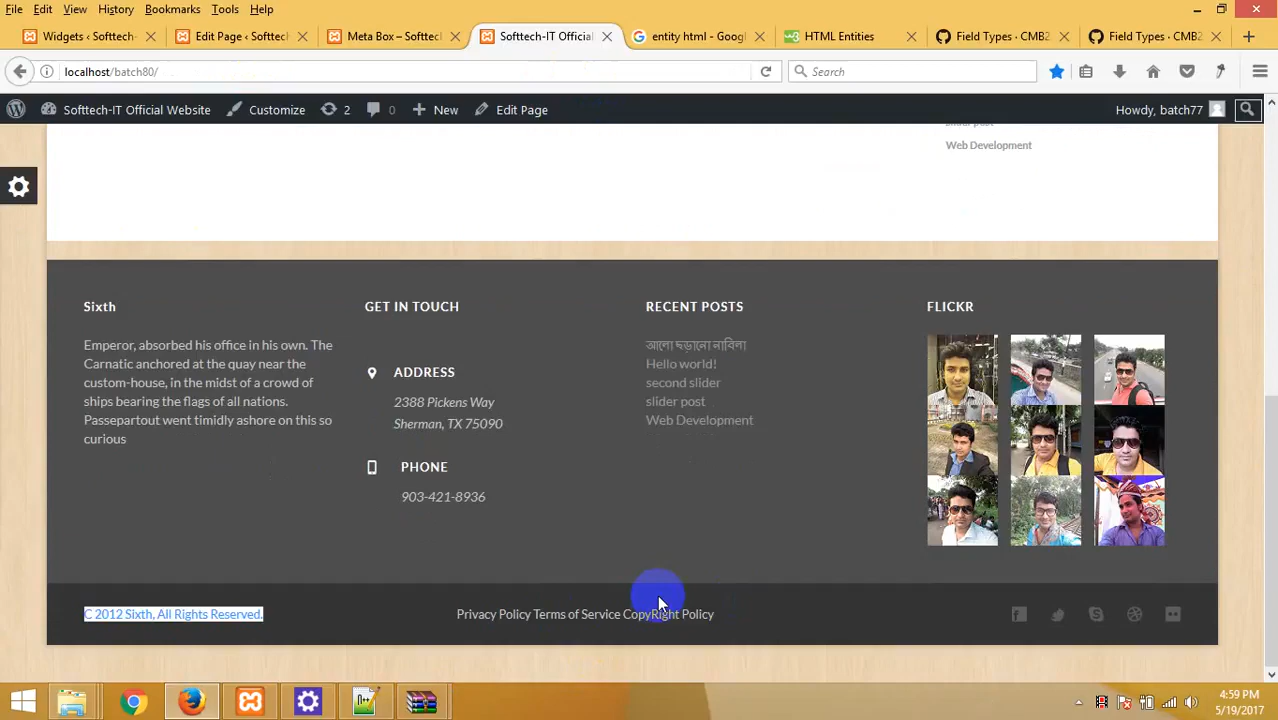 File Edit View History Bookmarks Tools Help
Widgets ‹ Softtech-
Edit Page ‹ Softtec
Meta Box – Softtec
Softtech-IT Official
entity html - Googl
HTML Entities
Field Types · CMB2
Field Types · CMB2
localhost/batch80/
Search
Softtech-IT Official Website
Customize
2
0
New
Edit Page
Howdy, batch77
slider post
Web Development
Sixth
Emperor, absorbed his office in his own. The
Carnatic anchored at the quay near the
custom-house, in the midst of a crowd of
ships bearing the flags of all nations.
Passepartout went timidly ashore on this so
curious
GET IN TOUCH
ADDRESS
2388 Pickens Way
Sherman, TX 75090
PHONE
903-421-8936
RECENT POSTS
আলো ছড়ানো নাবিলা
Hello world!
second slider
slider post
Web Development
FLICKR
C 2012 Sixth, All Rights Reserved.
Privacy Policy Terms of Service CopyRight Policy
4:59 PM
5/19/2017